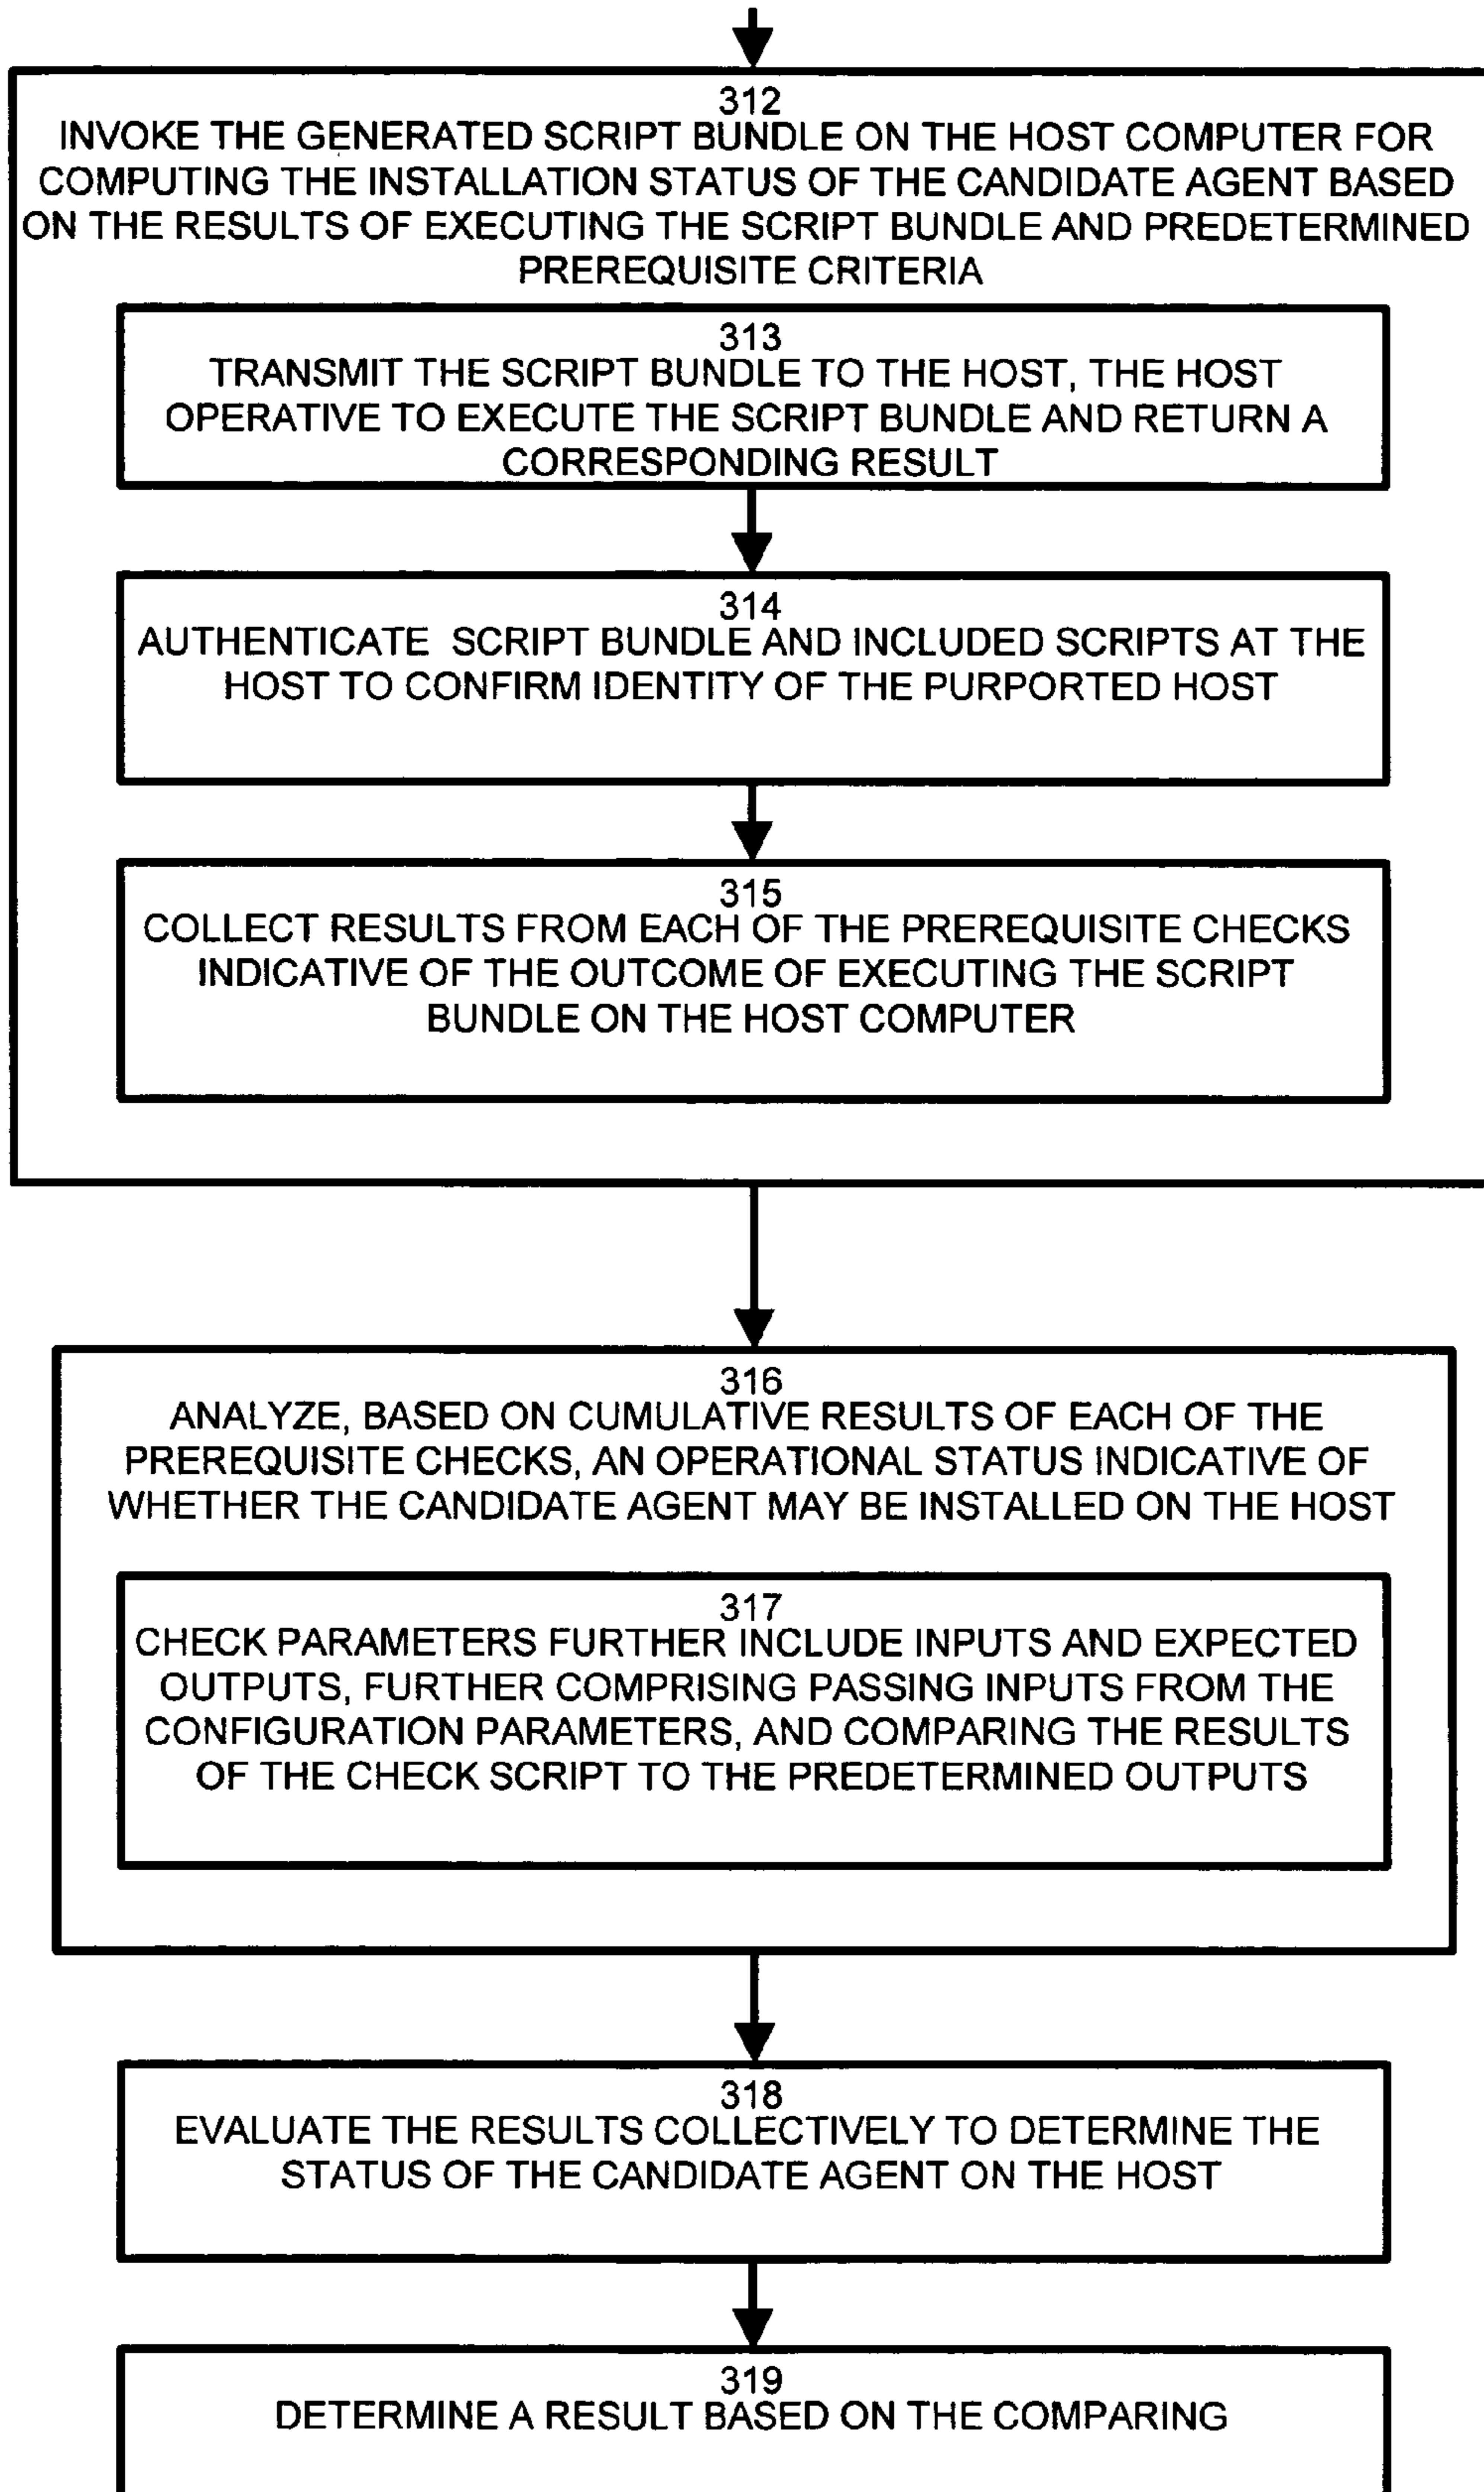 312
INVOKE THE GENERATED SCRIPT BUNDLE ON THE HOST COMPUTER FOR
COMPUTING THE INSTALLATION STATUS OF THE CANDIDATE AGENT BASED
ON THE RESULTS OF EXECUTING THE SCRIPT BUNDLE AND PREDETERMINED
PREREQUISITE CRITERIA
313
TRANSMIT THE SCRIPT BUNDLE TO THE HOST, THE HOST
OPERATIVE TO EXECUTE THE SCRIPT BUNDLE AND RETURN A
CORRESPONDING RESULT
314
AUTHENTICATE SCRIPT BUNDLE AND INCLUDED SCRIPTS AT THE
HOST TO CONFIRM IDENTITY OF THE PURPORTED HOST
315
COLLECT RESULTS FROM EACH OF THE PREREQUISITE CHECKS
INDICATIVE OF THE OUTCOME OF EXECUTING THE SCRIPT
BUNDLE ON THE HOST COMPUTER
316
ANALYZE, BASED ON CUMULATIVE RESULTS OF EACH OF THE
PREREQUISITE CHECKS, AN OPERATIONAL STATUS INDICATIVE OF
WHETHER THE CANDIDATE AGENT MAY BE INSTALLED ON THE HOST
317
CHECK PARAMETERS FURTHER INCLUDE INPUTS AND EXPECTED
OUTPUTS, FURTHER COMPRISING PASSING INPUTS FROM THE
CONFIGURATION PARAMETERS, AND COMPARING THE RESULTS
OF THE CHECK SCRIPT TO THE PREDETERMINED OUTPUTS
318
EVALUATE THE RESULTS COLLECTIVELY TO DETERMINE THE
STATUS OF THE CANDIDATE AGENT ON THE HOST
319
DETERMINE A RESULT BASED ON THE COMPARING